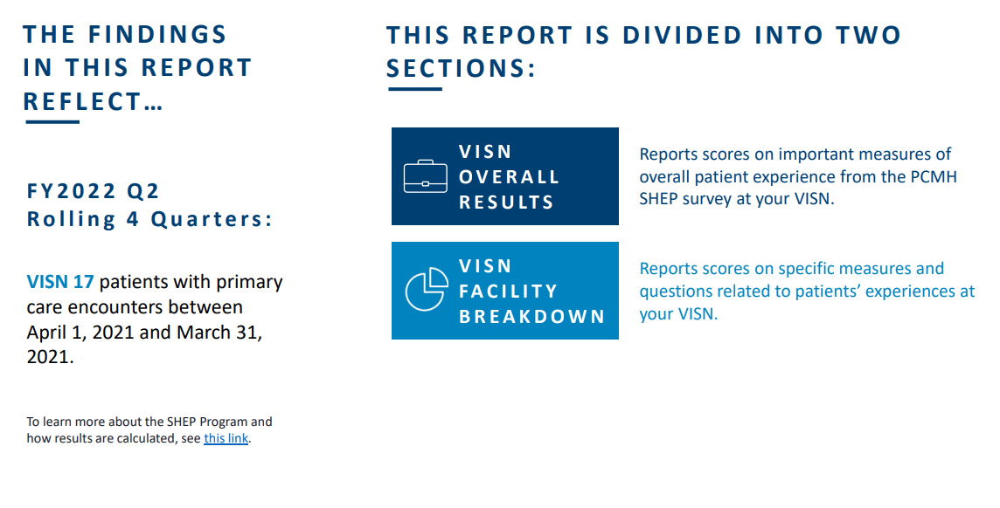 THE FINDINGS
IN THIS REPORT
REFLECT…
FY2022 Q2
Rolling 4 Quarters:
VISN 17 patients with primary
care encounters between
April 1, 2021 and March 31,
2021.
To learn more about the SHEP Program and
how results are calculated, see this link.
THIS REPORT IS DIVIDED INTO TWO
SECTIONS:
VISN
OVERALL
RESULTS
Reports scores on important measures of
overall patient experience from the PCMH
SHEP survey at your VISN.
VISN
FACILITY
BREAKDOWN
Reports scores on specific measures and
questions related to patients’ experiences at
your VISN.